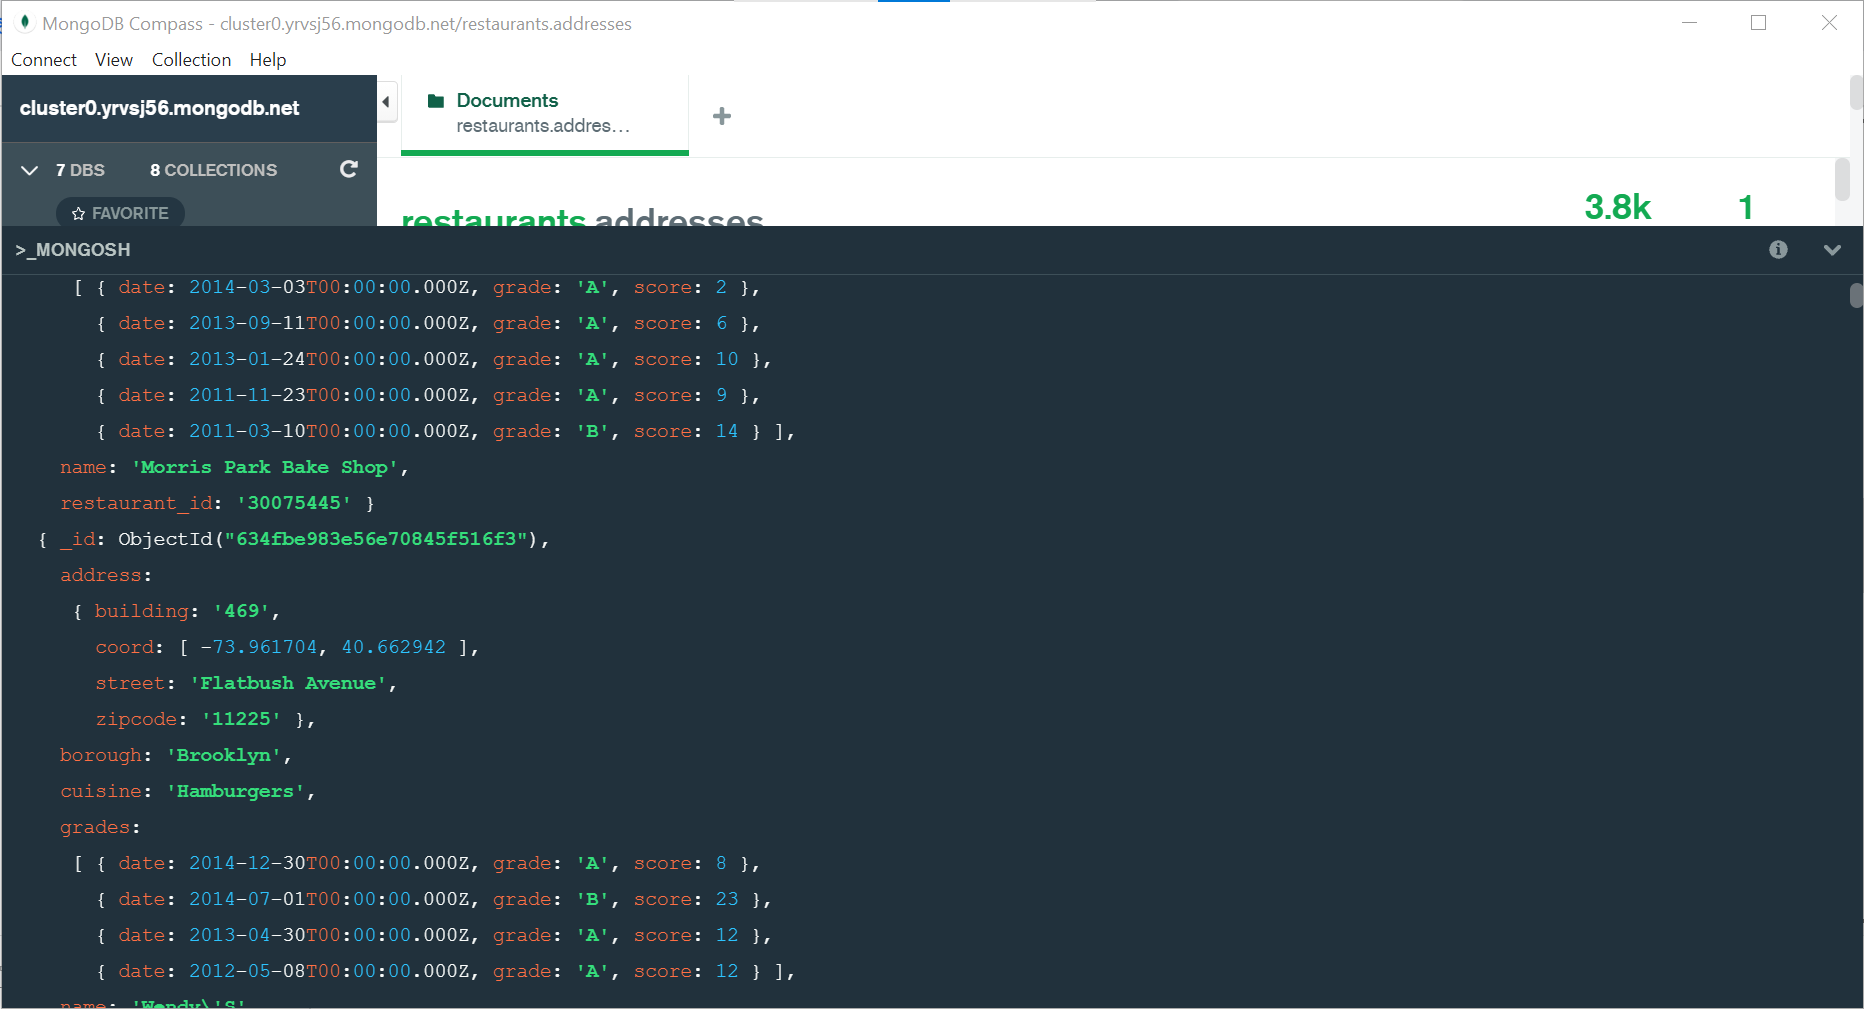 MongoDB Compass - cluster0.yrvsj56.mongodb.net/restaurants.addresses
Connect View Collection Help
cluster0.yrvsj56.mongodb.net
Documents
restaurants.addres...
7 DBS 8 COLLECTIONS
FAVORITE
restaurants.addresses
3.8k 1
>_MONGOSH
[ { date: 2014-03-03T00:00:00.000Z, grade: 'A', score: 2 },
{ date: 2013-09-11T00:00:00.000Z, grade: 'A', score: 6 },
{ date: 2013-01-24T00:00:00.000Z, grade: 'A', score: 10 },
{ date: 2011-11-23T00:00:00.000Z, grade: 'A', score: 9 },
{ date: 2011-03-10T00:00:00.000Z, grade: 'B', score: 14 } ],
name: 'Morris Park Bake Shop',
restaurant_id: '30075445' }
{ _id: ObjectId("634fbe983e56e70845f516f3"),
address:
{ building: '469',
coord: [ -73.961704, 40.662942 ],
street: 'Flatbush Avenue',
zipcode: '11225' },
borough: 'Brooklyn',
cuisine: 'Hamburgers',
grades:
[ { date: 2014-12-30T00:00:00.000Z, grade: 'A', score: 8 },
{ date: 2014-07-01T00:00:00.000Z, grade: 'B', score: 23 },
{ date: 2013-04-30T00:00:00.000Z, grade: 'A', score: 12 },
{ date: 2012-05-08T00:00:00.000Z, grade: 'A', score: 12 } ],
name: 'Wendy\'S'